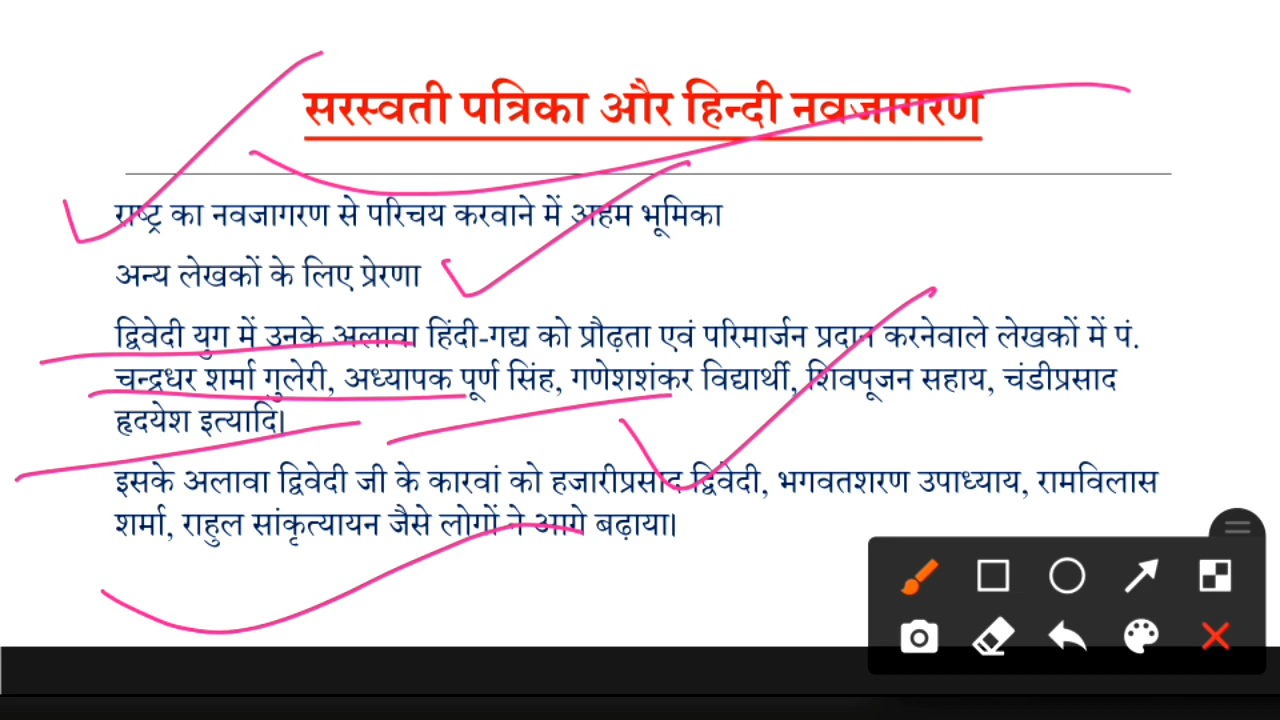 सरस्वती पत्रिका और हिन्दी नवजागरण
राष्ट्र का नवजागरण से परिचय करवाने में अहम भूमिका
अन्य लेखकों के लिए प्रेरणा
द्विवेदी युग में उनके अलावा हिंदी-गद्य को प्रौढ़ता एवं परिमार्जन प्रदान करनेवाले लेखकों में पं.
चन्द्रधर शर्मा गुलेरी, अध्यापक पूर्ण सिंह, गणेशशंकर विद्यार्थी, शिवपूजन सहाय, चंडीप्रसाद
हृदयेश इत्यादि।
इसके अलावा द्विवेदी जी के कारवां को हजारीप्रसाद द्विवेदी, भगवतशरण उपाध्याय, रामविलास
शर्मा, राहुल सांकृत्यायन जैसे लोगों ने आगे बढ़ाया।